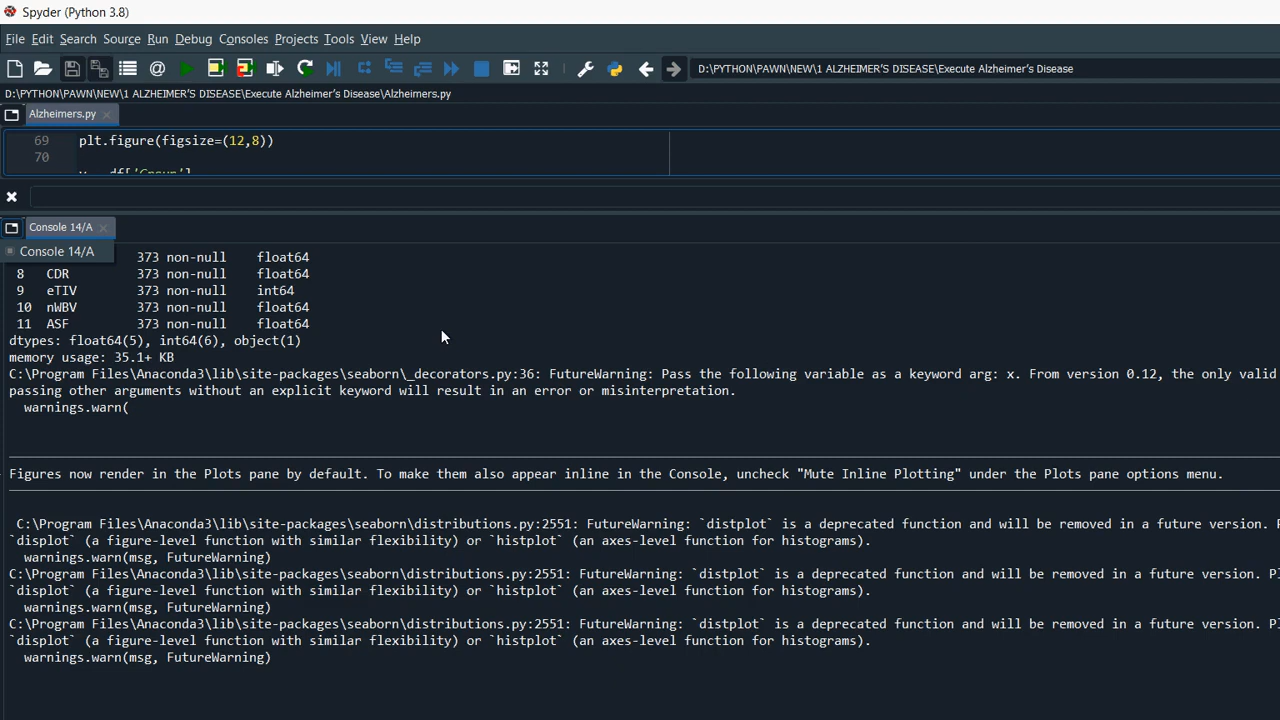 Spyder (Python 3.8)
File Edit Search Source Run Debug Consoles Projects Tools View Help
D:\PYTHON\PAWN\NEW\1 ALZHEIMER'S DISEASE\Execute Alzheimer's Disease
D:\PYTHON\PAWN\NEW\1 ALZHEIMER'S DISEASE\Execute Alzheimer's Disease\Alzheimers.py
Alzheimers.py
69 plt.figure(figsize=(12,8))
70
Console 14/A
Console 14/A
373 non-null float64
8 CDR 373 non-null float64
9 eTIV 373 non-null int64
10 nWBV 373 non-null float64
11 ASF 373 non-null float64
dtypes: float64(5), int64(6), object(1)
memory usage: 35.1+ KB
C:\Program Files\Anaconda3\lib\site-packages\seaborn\_decorators.py:36: FutureWarning: Pass the following variable as a keyword arg: x. From version 0.12, the only valid
passing other arguments without an explicit keyword will result in an error or misinterpretation.
warnings.warn(
Figures now render in the Plots pane by default. To make them also appear inline in the Console, uncheck "Mute Inline Plotting" under the Plots pane options menu.
C:\Program Files\Anaconda3\lib\site-packages\seaborn\distributions.py:2551: FutureWarning: `distplot` is a deprecated function and will be removed in a future version.
`displot` (a figure-level function with similar flexibility) or `histplot` (an axes-level function for histograms).
warnings.warn(msg, FutureWarning)
C:\Program Files\Anaconda3\lib\site-packages\seaborn\distributions.py:2551: FutureWarning: `distplot` is a deprecated function and will be removed in a future version.
`displot` (a figure-level function with similar flexibility) or `histplot` (an axes-level function for histograms).
warnings.warn(msg, FutureWarning)
C:\Program Files\Anaconda3\lib\site-packages\seaborn\distributions.py:2551: FutureWarning: `distplot` is a deprecated function and will be removed in a future version.
`displot` (a figure-level function with similar flexibility) or `histplot` (an axes-level function for histograms).
warnings.warn(msg, FutureWarning)